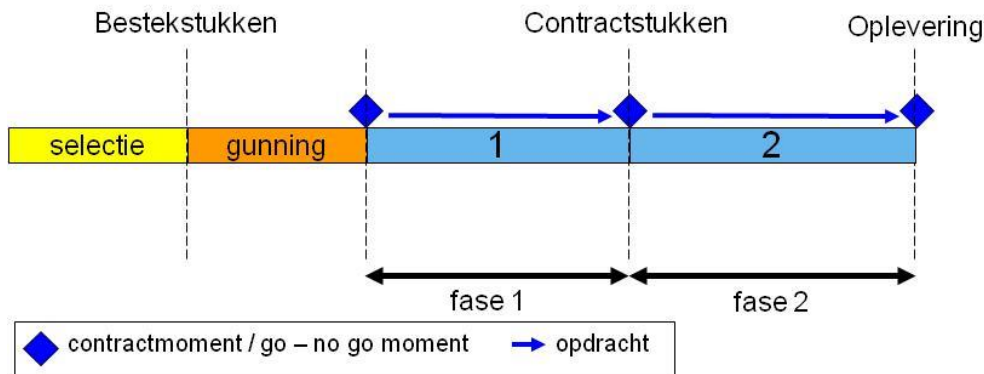 Bestekstukken
Contractstukken
Oplevering
selectie
gunning
1
2
fase 1
fase 2
contractmoment / go – no go moment
opdracht